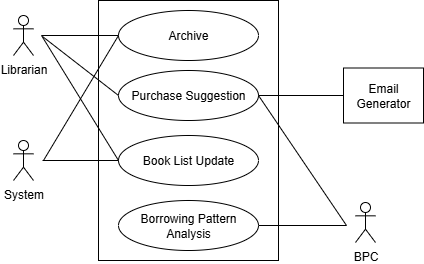 Archive
Librarian
Purchase Suggestion
Email
Generator
Book List Update
System
Borrowing Pattern
Analysis
BPC